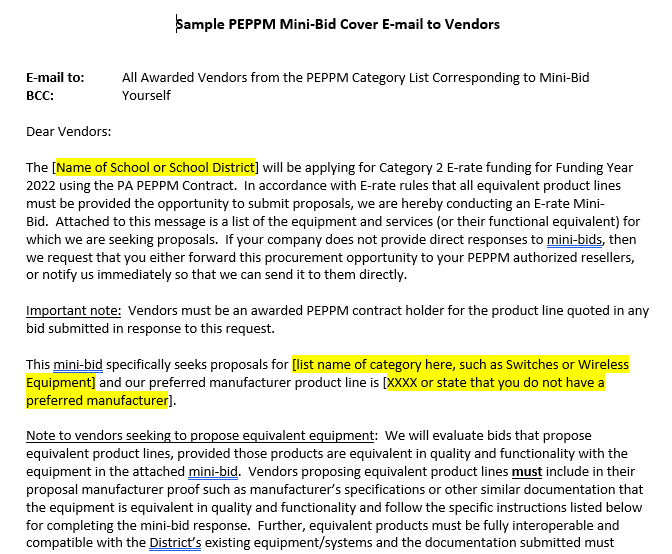 Sample PEPPM Mini-Bid Cover E-mail to Vendors
E-mail to: All Awarded Vendors from the PEPPM Category List Corresponding to Mini-Bid
BCC: Yourself
Dear Vendors:
The [Name of School or School District] will be applying for Category 2 E-rate funding for Funding Year
2022 using the PA PEPPM Contract. In accordance with E-rate rules that all equivalent product lines
must be provided the opportunity to submit proposals, we are hereby conducting an E-rate Mini-
Bid. Attached to this message is a list of the equipment and services (or their functional equivalent) for
which we are seeking proposals. If your company does not provide direct responses to mini-bids, then
we request that you either forward this procurement opportunity to your PEPPM authorized resellers,
or notify us immediately so that we can send it to them directly.
Important note: Vendors must be an awarded PEPPM contract holder for the product line quoted in any
bid submitted in response to this request.
This mini-bid specifically seeks proposals for [list name of category here, such as Switches or Wireless
Equipment] and our preferred manufacturer product line is [XXXX or state that you do not have a
preferred manufacturer].
Note to vendors seeking to propose equivalent equipment: We will evaluate bids that propose
equivalent product lines, provided those products are equivalent in quality and functionality with the
equipment in the attached mini-bid. Vendors proposing equivalent product lines must include in their
proposal manufacturer proof such as manufacturer's specifications or other similar documentation that
the equipment is equivalent in quality and functionality and follow the specific instructions listed below
for completing the mini-bid response. Further, equivalent products must be fully interoperable and
compatible with the District's existing equipment/systems and the documentation submitted must